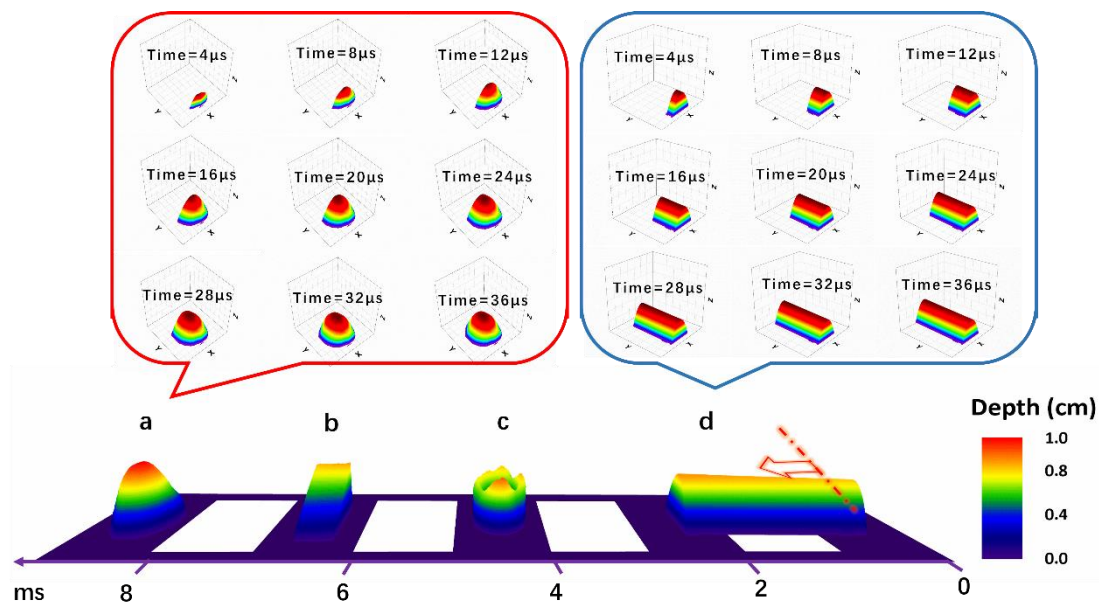 Time=4μs
Time=8μs
Time=12μs
Time=16μs
Time=20μs
Time=24μs
Time=28μs
Time=32μs
Time=36μs
Time=4μs
Time=8μs
Time=12μs
Time=16μs
Time=20μs
Time=24μs
Time=28μs
Time=32μs
Time=36μs
X Y Z
a b c d
Depth (cm)
1.0
0.8
0.4
0.0
ms 8 6 4 2 0